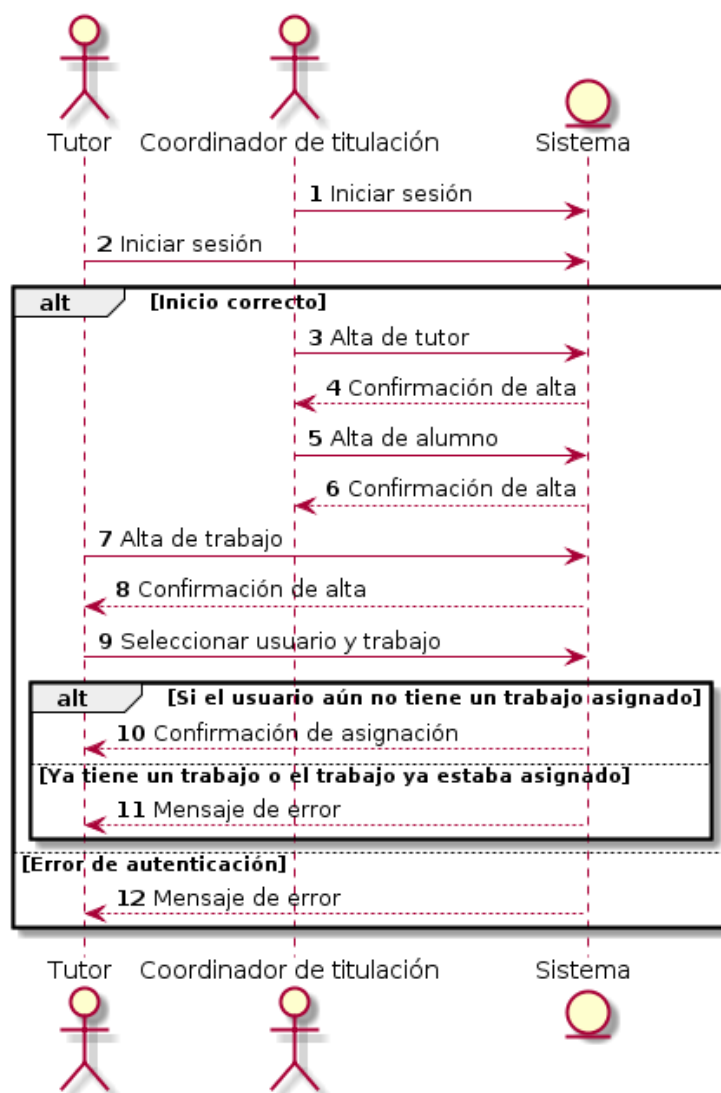 Tutor Coordinador de titulación Sistema
1 Iniciar sesión
2 Iniciar sesión
alt [Inicio correcto]
3 Alta de tutor
4 Confirmación de alta
5 Alta de alumno
6 Confirmación de alta
7 Alta de trabajo
8 Confirmación de alta
9 Seleccionar usuario y trabajo
alt [Si el usuario aún no tiene un trabajo asignado]
10 Confirmación de asignación
[Ya tiene un trabajo o el trabajo ya estaba asignado]
11 Mensaje de error
[Error de autenticación]
12 Mensaje de error
Tutor Coordinador de titulación Sistema